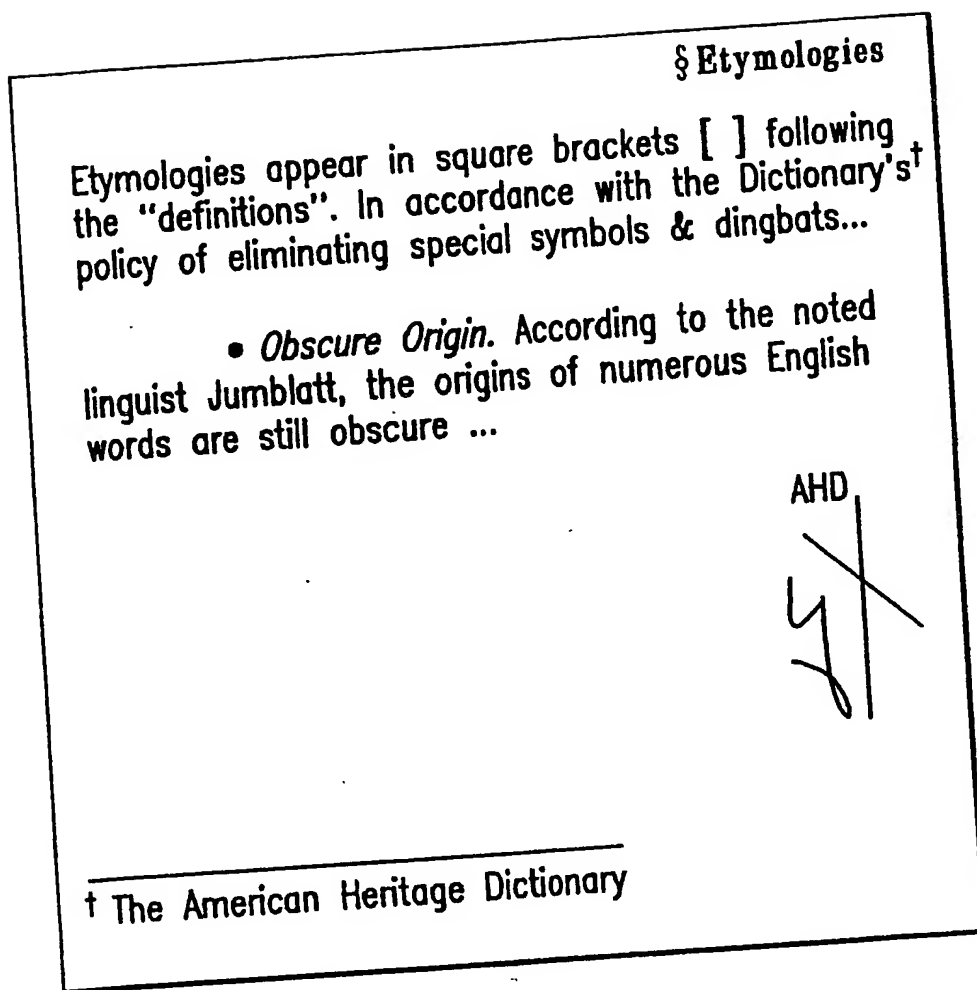 § Etymologies
Etymologies appear in square brackets [ ] following
the “definitions”. In accordance with the Dictionary's†
policy of eliminating special symbols & dingbats...
• Obscure Origin. According to the noted
linguist Jumblatt, the origins of numerous English
words are still obscure ...
AHD
† The American Heritage Dictionary